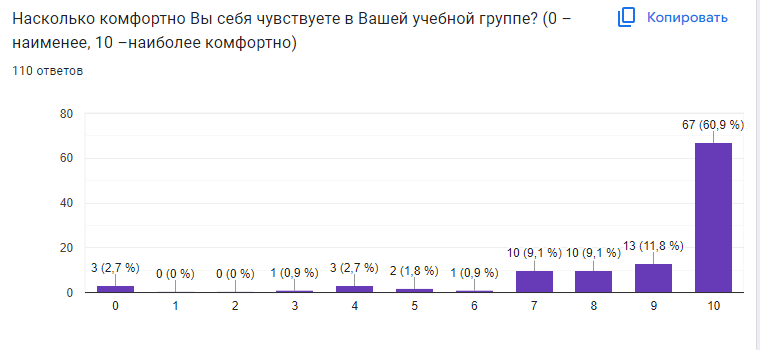 Насколько комфортно Вы себя чувствуете в Вашей учебной группе? (0 –
наименее, 10 –наиболее комфортно)
Копировать
110 ответов
80
60
40
20
0
3 (2,7 %)
0 (0 %)
0 (0 %)
1 (0,9 %)
3 (2,7 %)
2 (1,8 %)
1 (0,9 %)
10 (9,1 %)
10 (9,1 %)
13 (11,8 %)
67 (60,9 %)
0 1 2 3 4 5 6 7 8 9 10